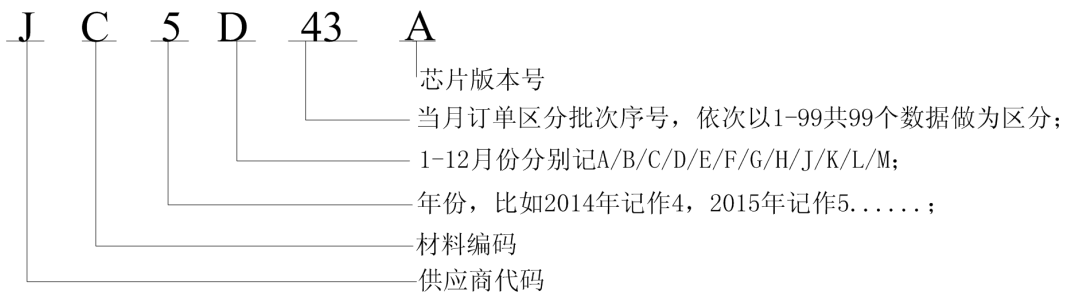 J C 5 D 43 A
芯片版本号
当月订单区分批次序号，依次以1-99共99个数据做为区分；
1-12月份分别记A/B/C/D/E/F/G/H/J/K/L/M；
年份，比如2014年记作4，2015年记作5......；
材料编码
供应商代码